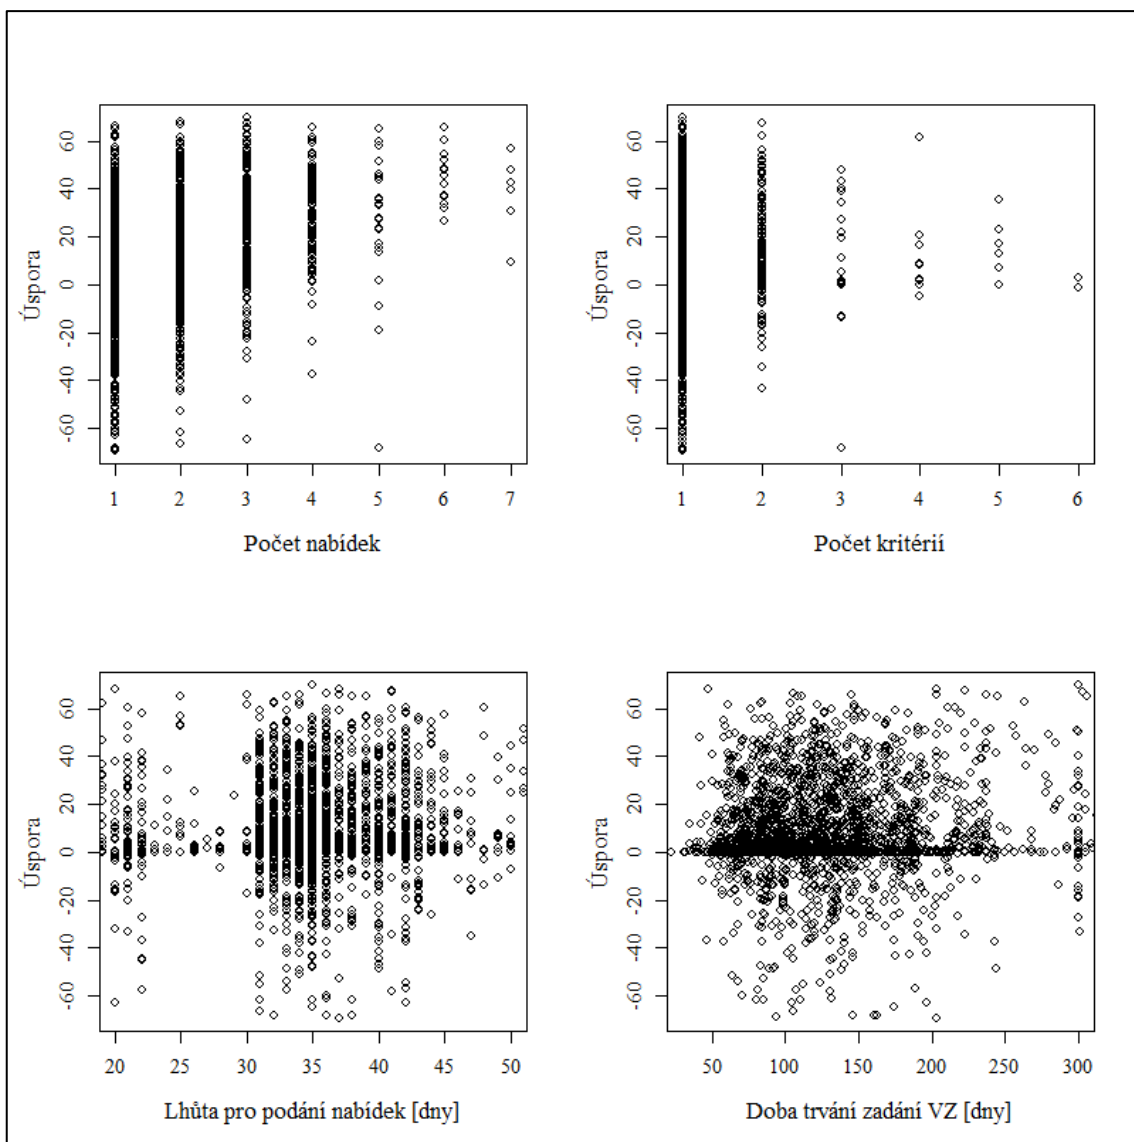 Úspora
-60 -40 -20 0 20 40 60
1 2 3 4 5 6 7
Počet nabídek
Úspora
-60 -40 -20 0 20 40 60
1 2 3 4 5 6
Počet kritérií
Úspora
-60 -40 -20 0 20 40 60
20 25 30 35 40 45 50
Lhůta pro podání nabídek [dny]
Úspora
-60 -40 -20 0 20 40 60
50 100 150 200 250 300
Doba trvání zadání VZ [dny]